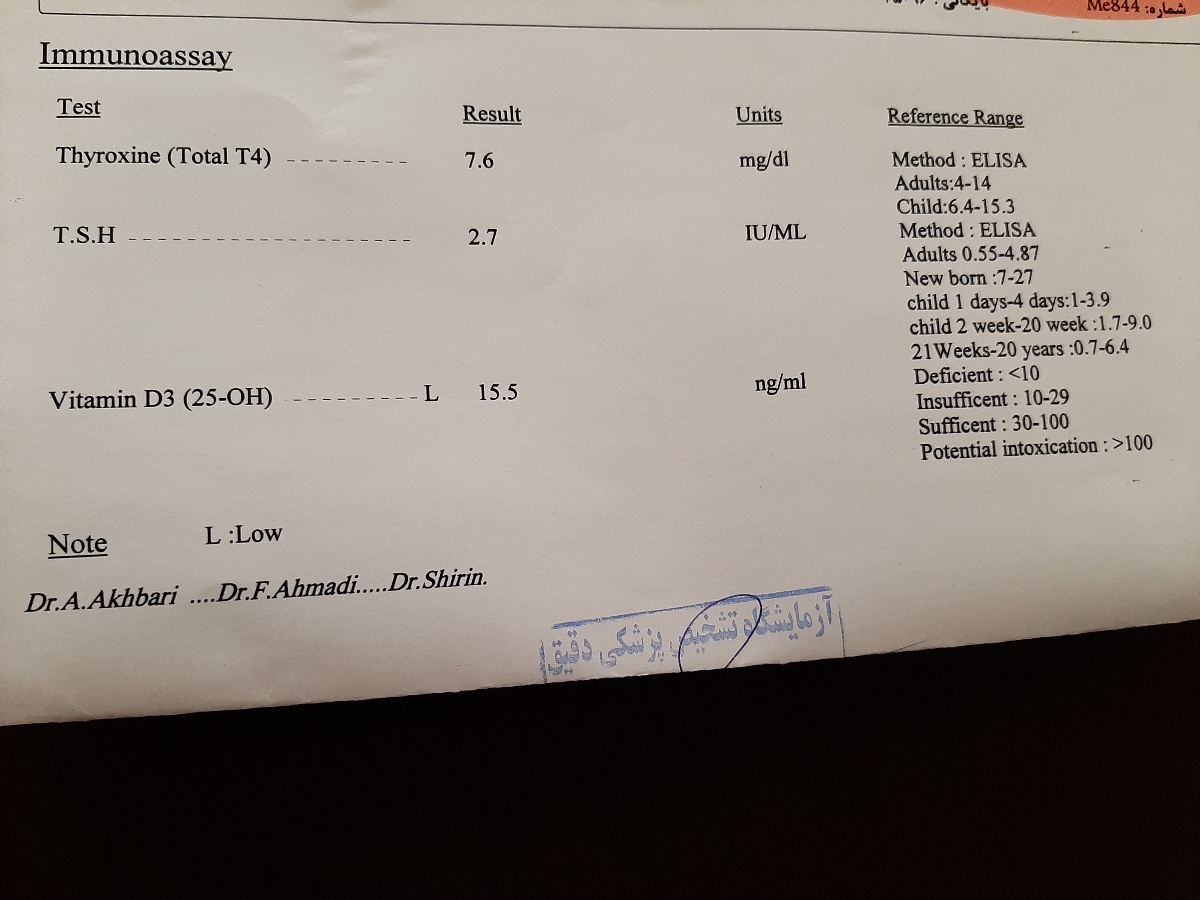 شماره: Me844
بایگانی :
Immunoassay
Test Result Units Reference Range
Thyroxine (Total T4) --------- 7.6 mg/dl Method : ELISA
Adults:4-14
Child:6.4-15.3
T.S.H -------------------- 2.7 IU/ML Method : ELISA
Adults 0.55-4.87
New born :7-27
child 1 days-4 days:1-3.9
child 2 week-20 week :1.7-9.0
21Weeks-20 years :0.7-6.4
Vitamin D3 (25-OH) ---------- L 15.5 ng/ml Deficient : <10
Insufficent : 10-29
Sufficent : 30-100
Potential intoxication : >100
Note L :Low
Dr.A.Akhbari ....Dr.F.Ahmadi.....Dr.Shirin.
آزمایشگاه تشخیص پزشکی دقیق